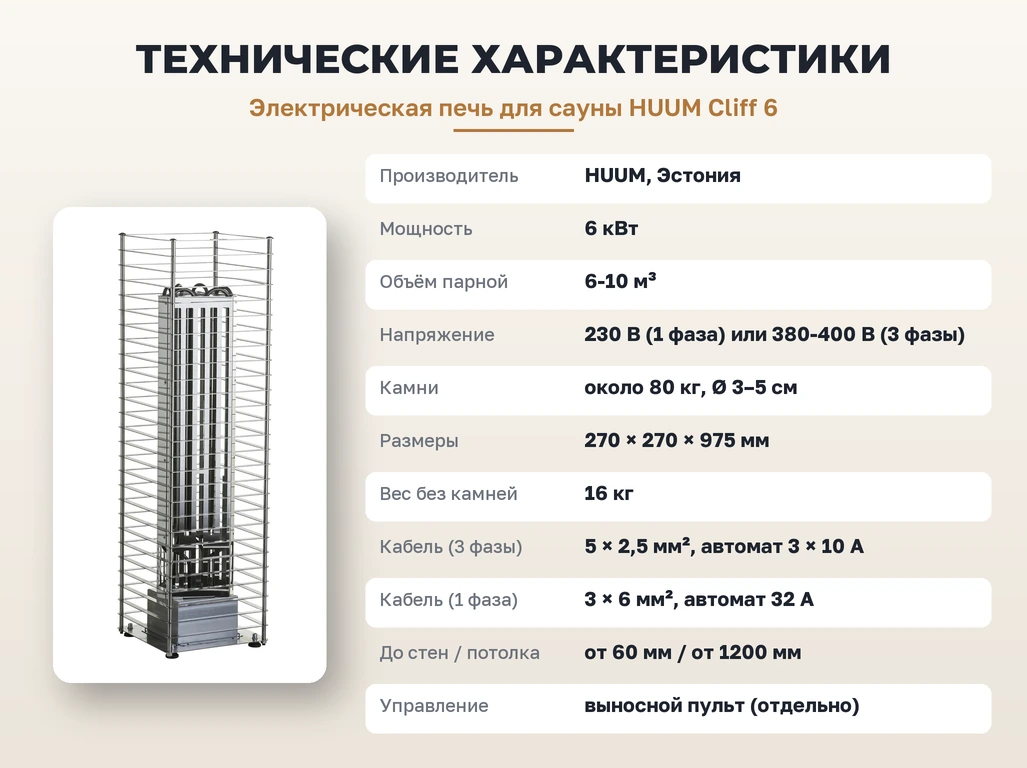 ТЕХНИЧЕСКИЕ ХАРАКТЕРИСТИКИ
Электрическая печь для сауны HUUM Cliff 6
Производитель HUUM, Эстония
Мощность 6 кВт
Объём парной 6-10 м³
Напряжение 230 В (1 фаза) или 380-400 В (3 фазы)
Камни около 80 кг, Ø 3–5 см
Размеры 270 × 270 × 975 мм
Вес без камней 16 кг
Кабель (3 фазы) 5 × 2,5 мм², автомат 3 × 10 А
Кабель (1 фаза) 3 × 6 мм², автомат 32 А
До стен / потолка от 60 мм / от 1200 мм
Управление выносной пульт (отдельно)